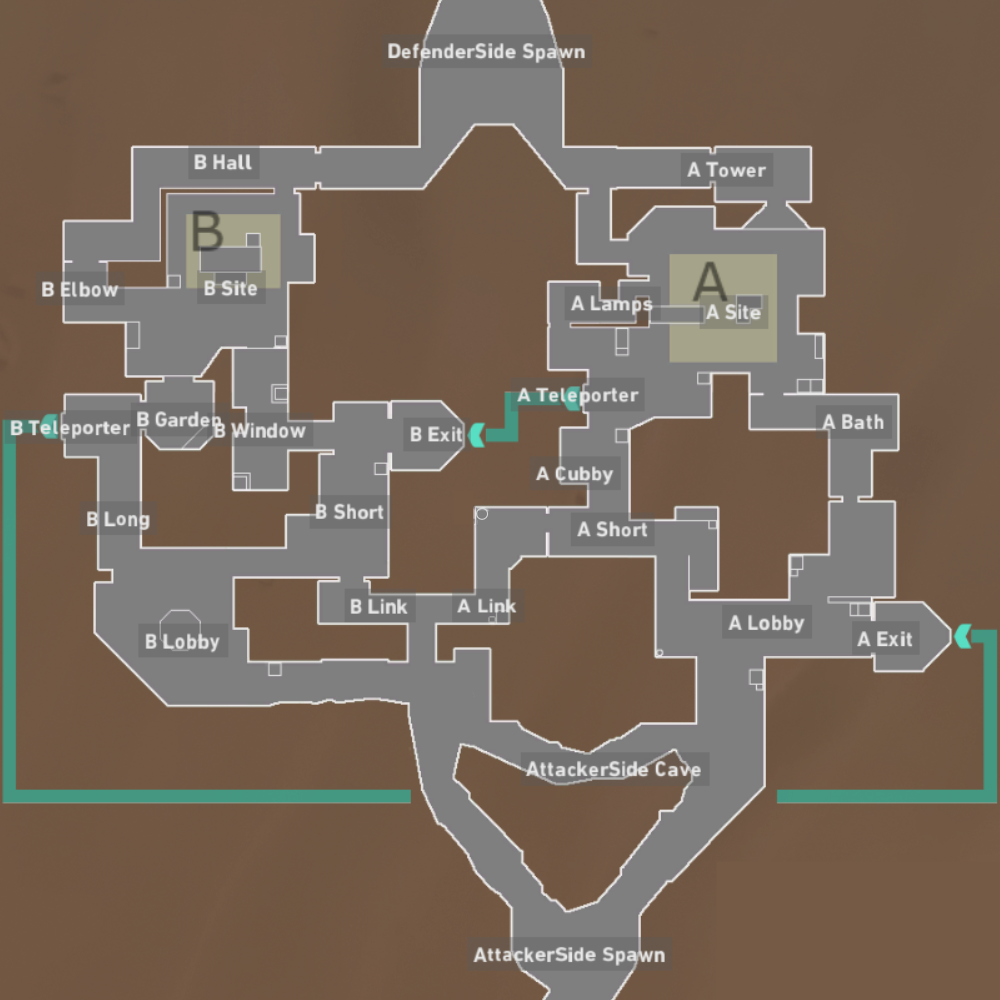 DefenderSide Spawn
B Hall
A Tower
B
A
B Elbow
B Site
A Lamps
A Site
A Teleporter
B Teleporter
B Garden
B Window
B Exit
A Bath
A Cubby
B Long
B Short
A Short
B Link
A Link
B Lobby
A Lobby
A Exit
AttackerSide Cave
AttackerSide Spawn